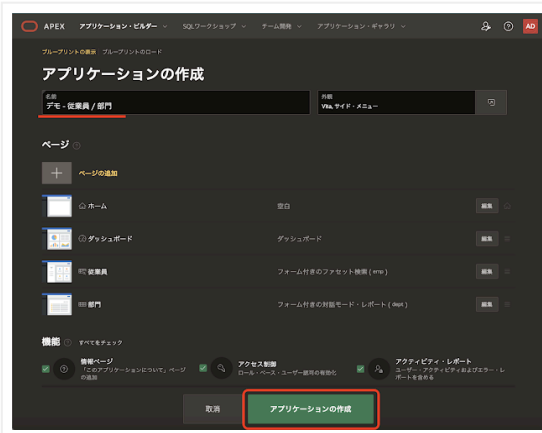 APEX アプリケーション・ビルダー SQLワークショップ チーム開発 アプリケーション・ギャラリ AD
ブループリントの表示 ブループリントのロード
アプリケーションの作成
名前 外観
デモ - 従業員 / 部門 Vita, サイド・メニュー
ページ
ページの追加
ホーム 空白 編集
ダッシュボード ダッシュボード 編集
従業員 フォーム付きのファセット検索 ( emp ) 編集
部門 フォーム付きの対話モード・レポート ( dept ) 編集
機能 すべてをチェック
情報ページ アクセス制御 アクティビティ・レポート
「このアプリケーションについて」ページの追加 ロール・ベース・ユーザー認可の有効化 ユーザー・アクティビティおよびエラー・レポートを含める
取消 アプリケーションの作成